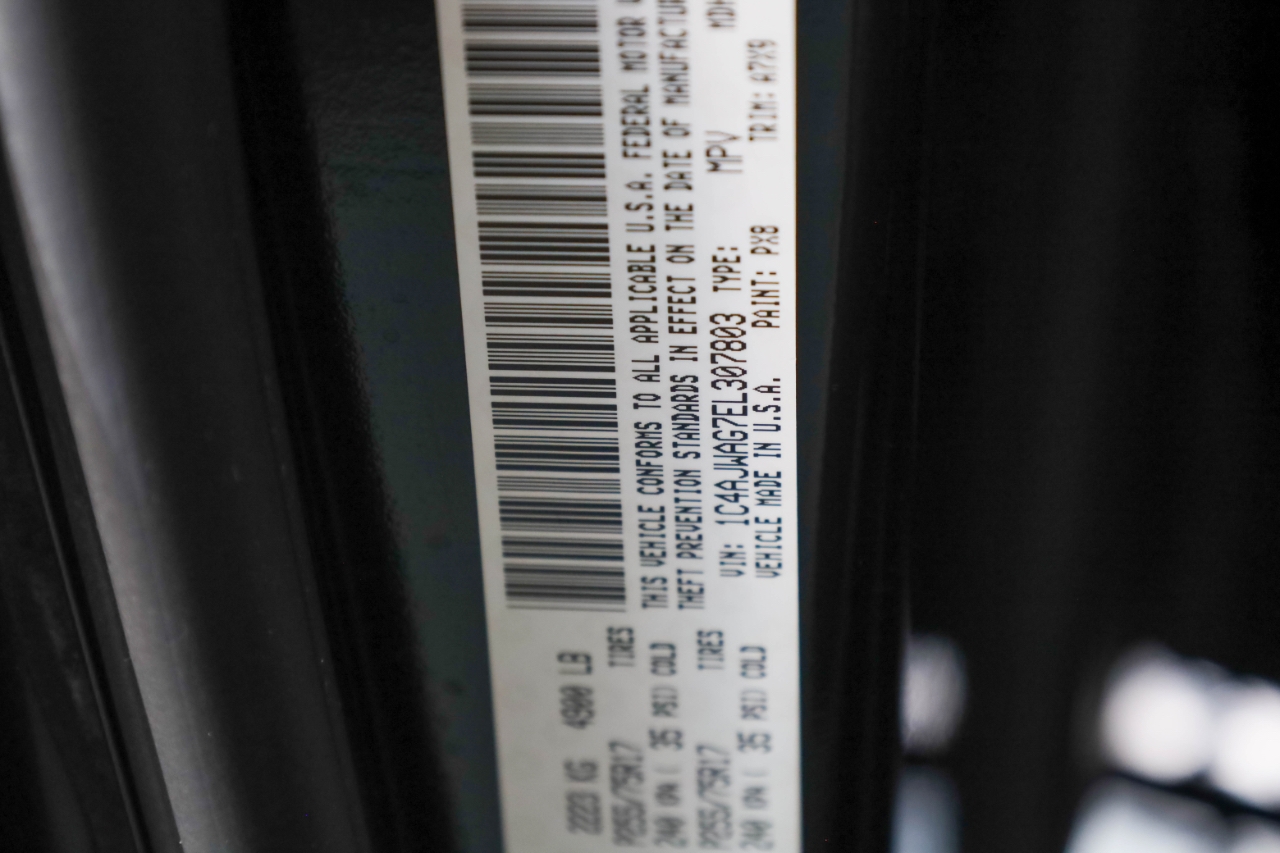 2223 KG 4900 LB
P255/75R17 TIRES
240 KPA ( 35 PSI) COLD
P255/75R17 TIRES
240 KPA ( 35 PSI) COLD
THIS VEHICLE CONFORMS TO ALL APPLICABLE U.S.A. FEDERAL MOTOR
THEFT PREVENTION STANDARDS IN EFFECT ON THE DATE OF MANUFACTUR
VIN: 1C4AJWAG7EL307803 TYPE: MPV
VEHICLE MADE IN U.S.A. PAINT: PX8 TRIM: A7X9